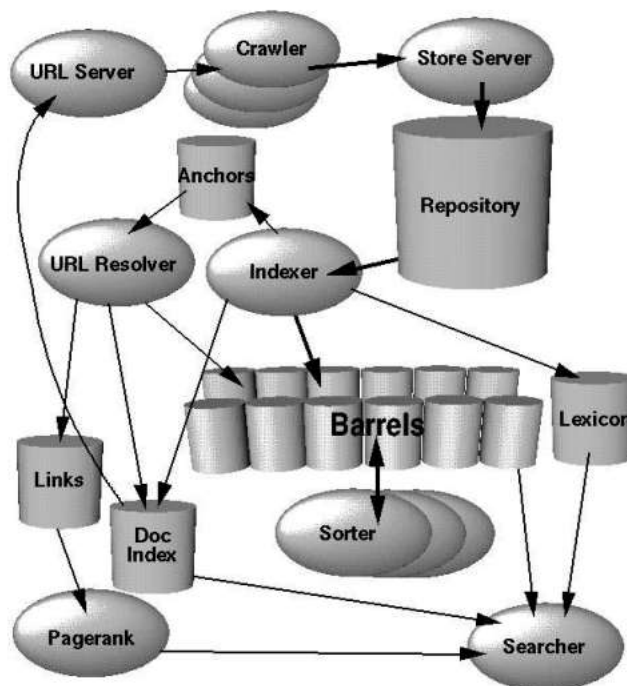 URL Server
Crawler
Store Server
Anchors
Repository
URL Resolver
Indexer
Barrels
Lexicon
Links
Doc
Index
Sorter
Pagerank
Searcher